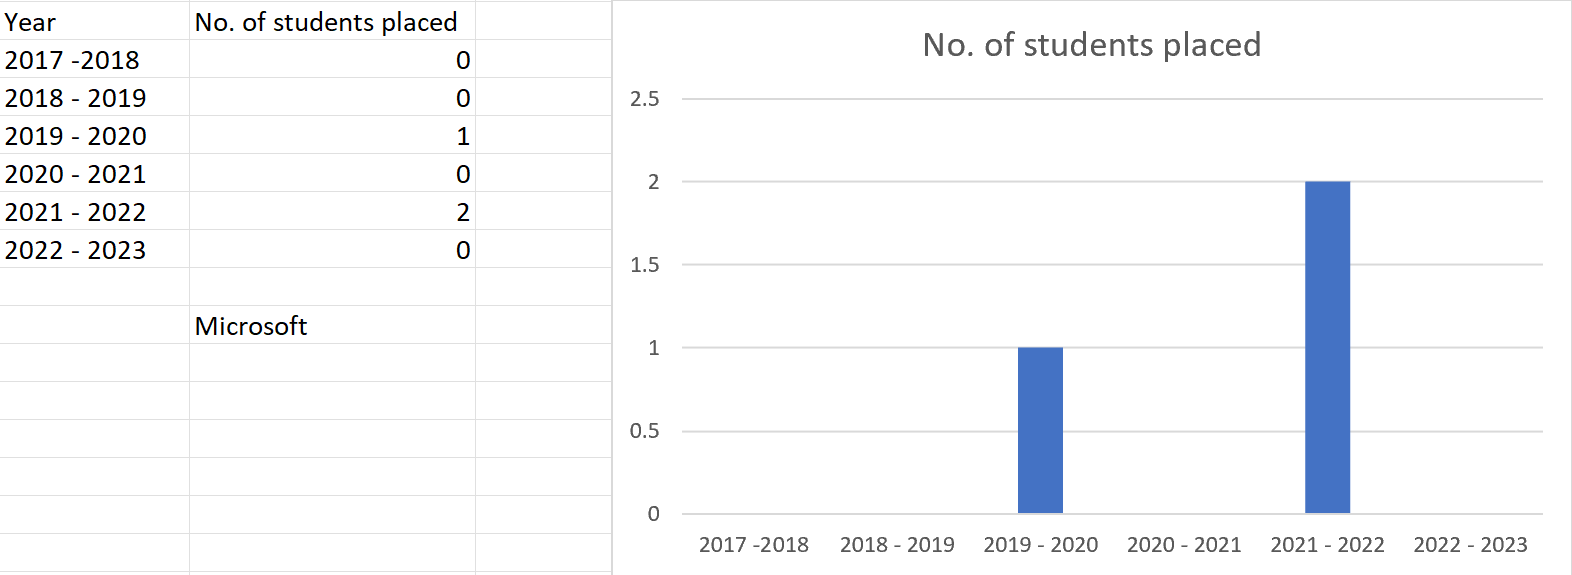 Year No. of students placed
2017 -2018 0
2018 - 2019 0
2019 - 2020 1
2020 - 2021 0
2021 - 2022 2
2022 - 2023 0
Microsoft
No. of students placed
2.5
2
1.5
1
0.5
0
2017 -2018 2018 - 2019 2019 - 2020 2020 - 2021 2021 - 2022 2022 - 2023